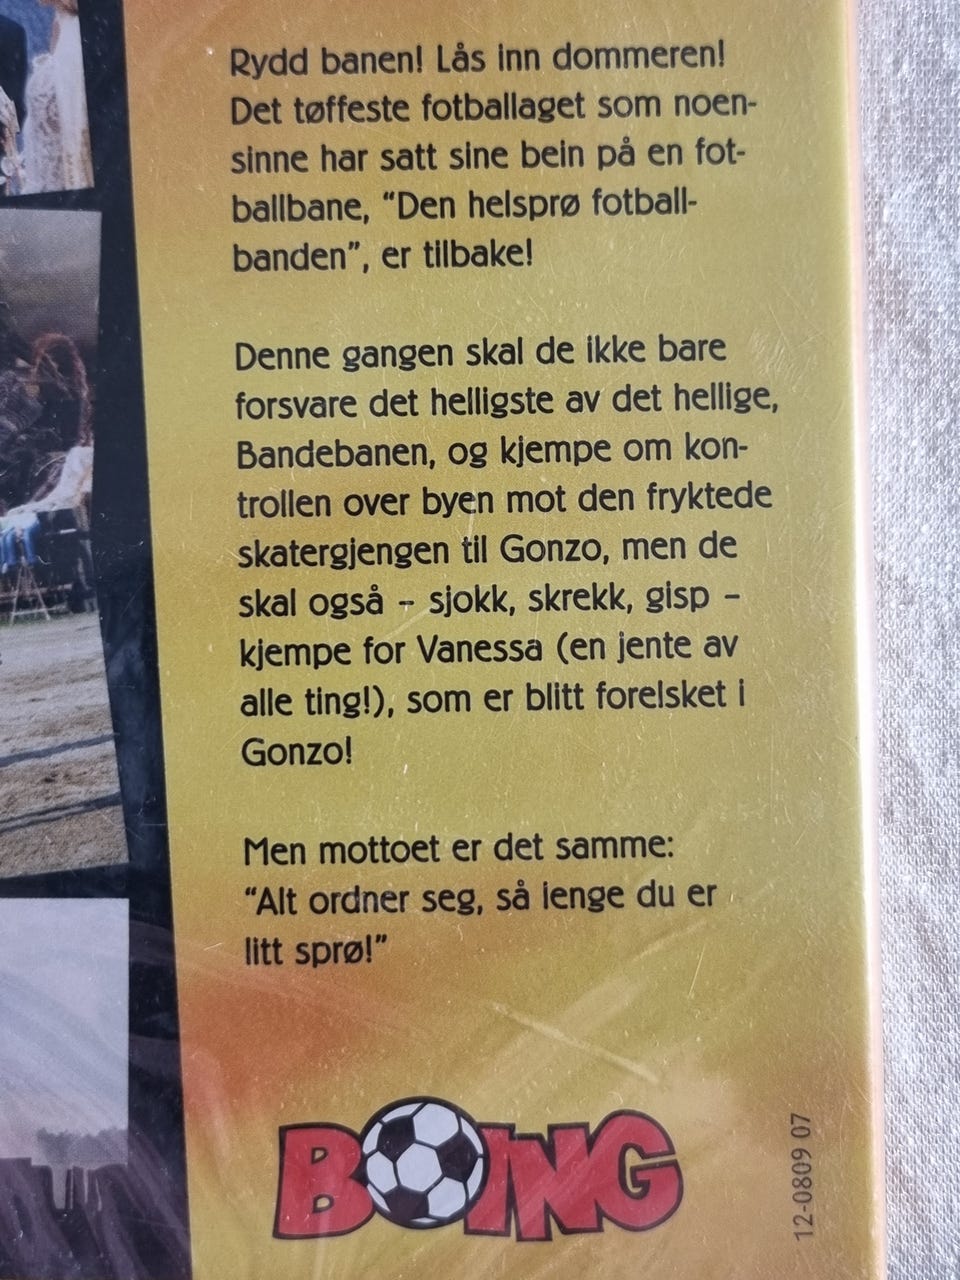 Rydd banen! Lås inn dommeren!
Det tøffeste fotballaget som noen-
sinne har satt sine bein på en fot-
ballbane, “Den helsprø fotball-
banden”, er tilbake!
Denne gangen skal de ikke bare
forsvare det helligste av det hellige,
Bandebanen, og kjempe om kon-
trollen over byen mot den fryktede
skatergjengen til Gonzo, men de
skal også – sjokk, skrekk, gisp –
kjempe for Vanessa (en jente av
alle ting!), som er blitt forelsket i
Gonzo!
Men mottoet er det samme:
“Alt ordner seg, så lenge du er
litt sprø!”
BOING
12-0809 07